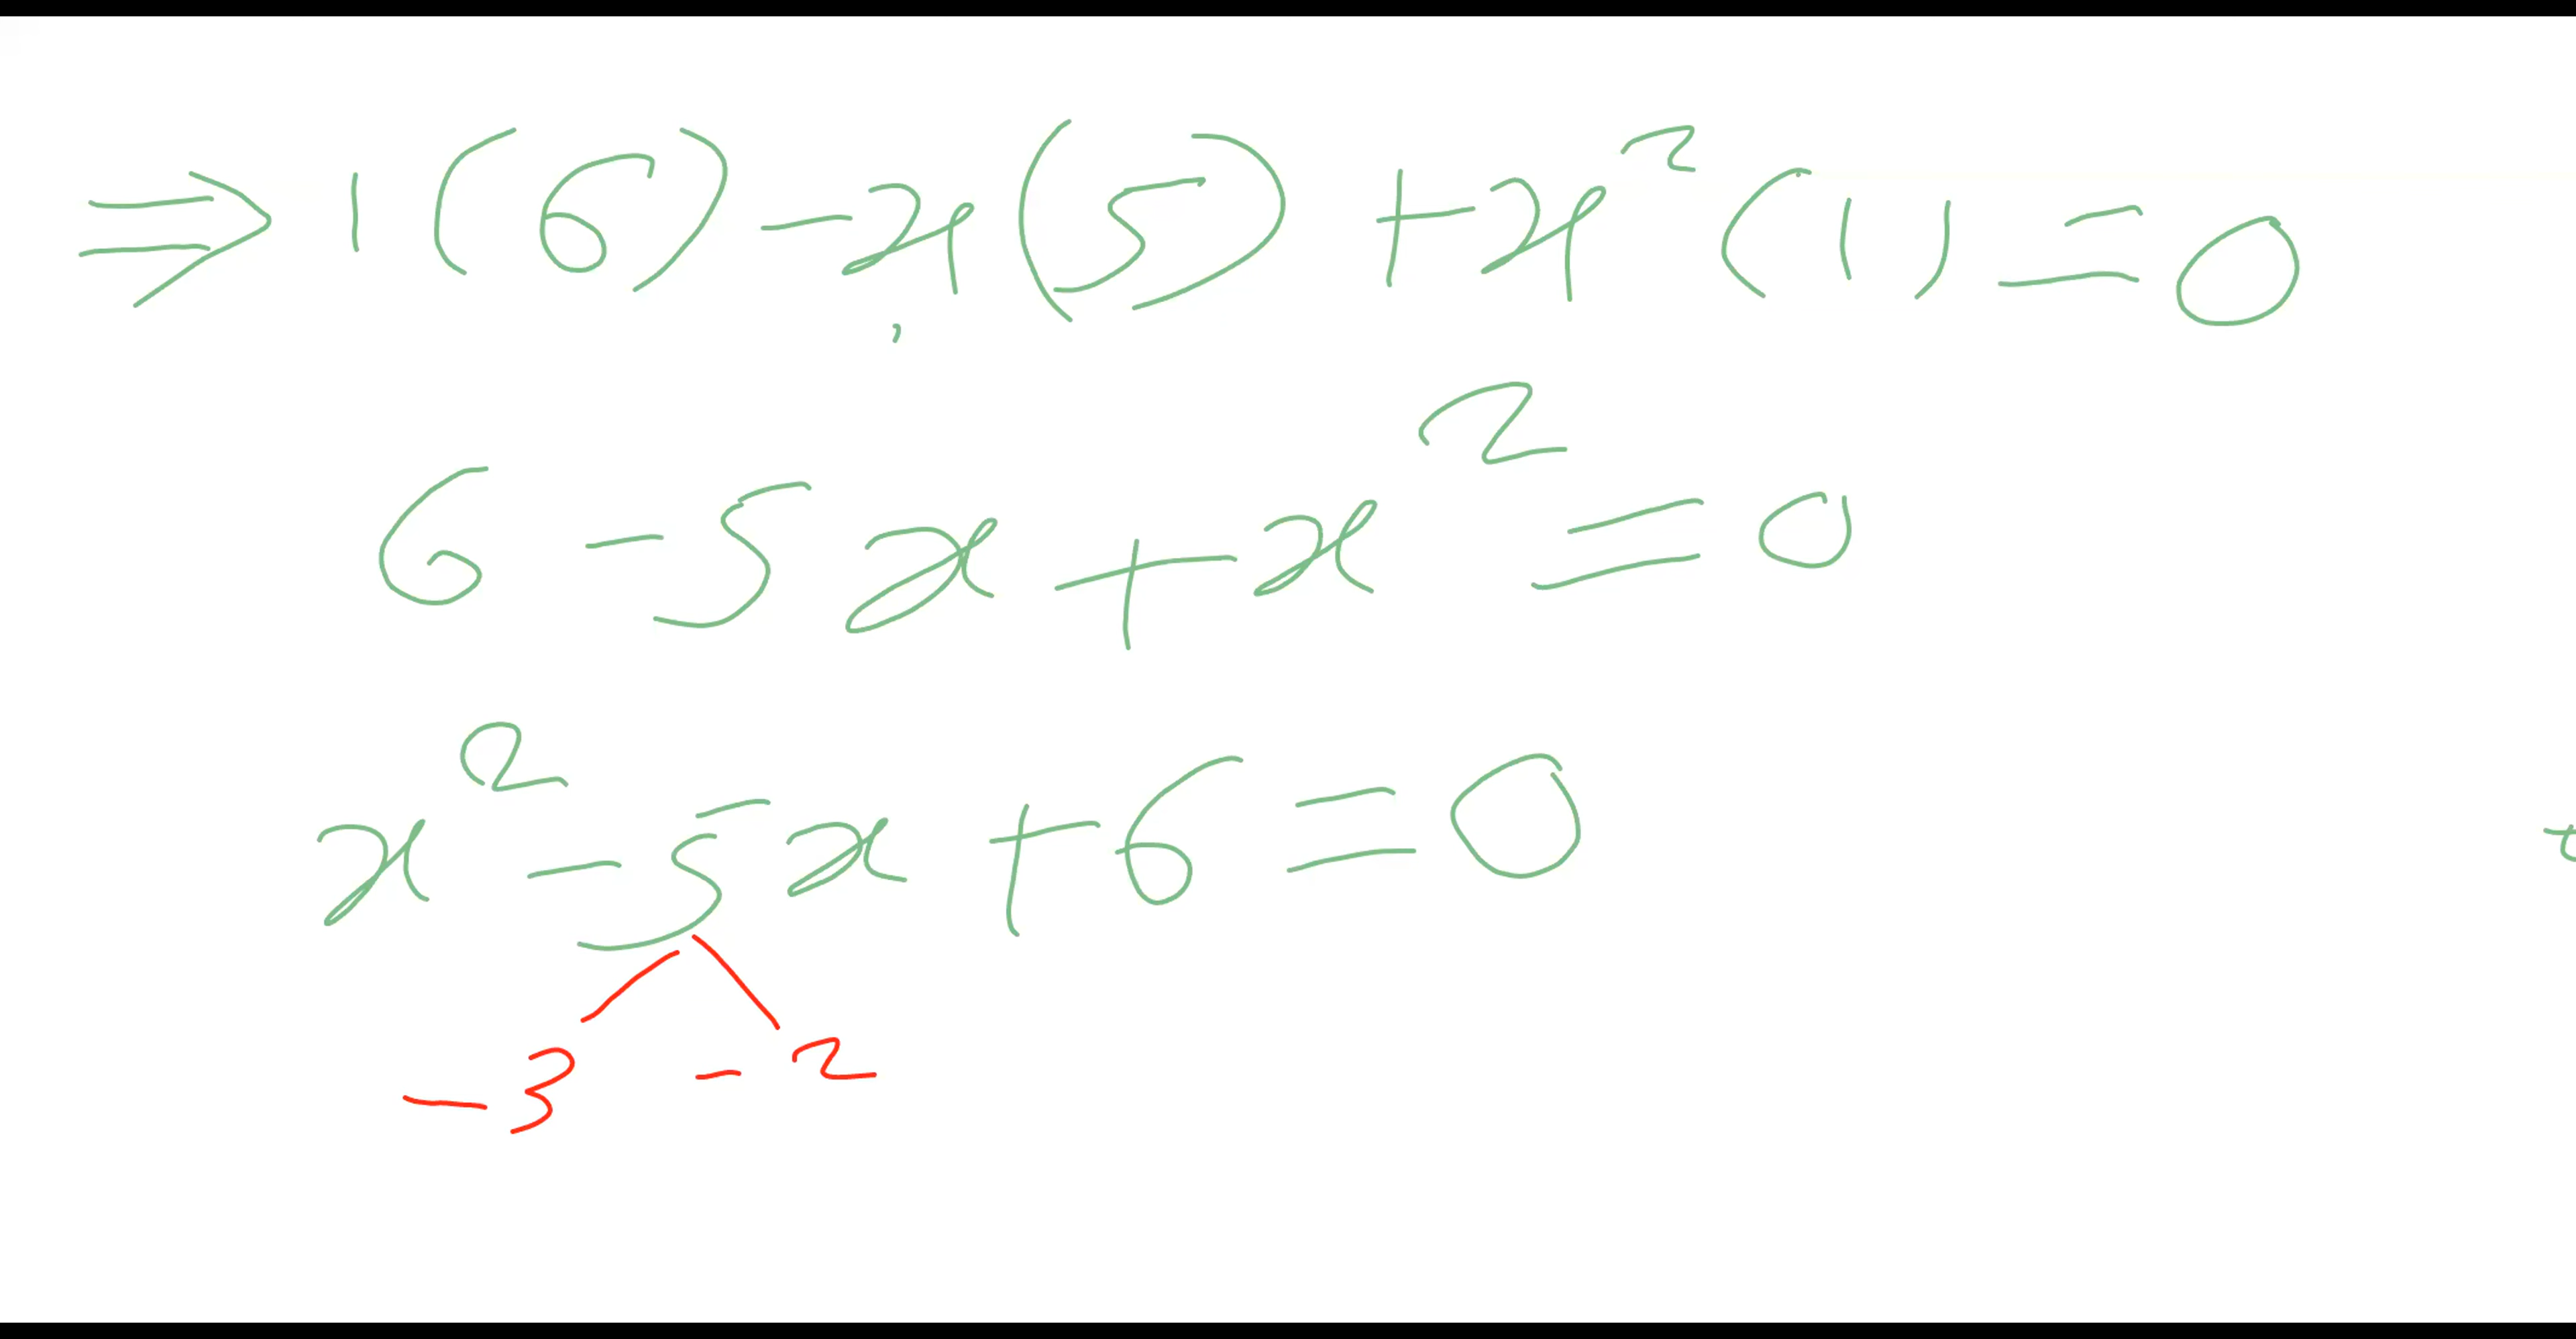 ⇒ 1(6) - x(5) + x²(1) = 0
6 - 5x + x² = 0
x² - 5x + 6 = 0
-3 -2